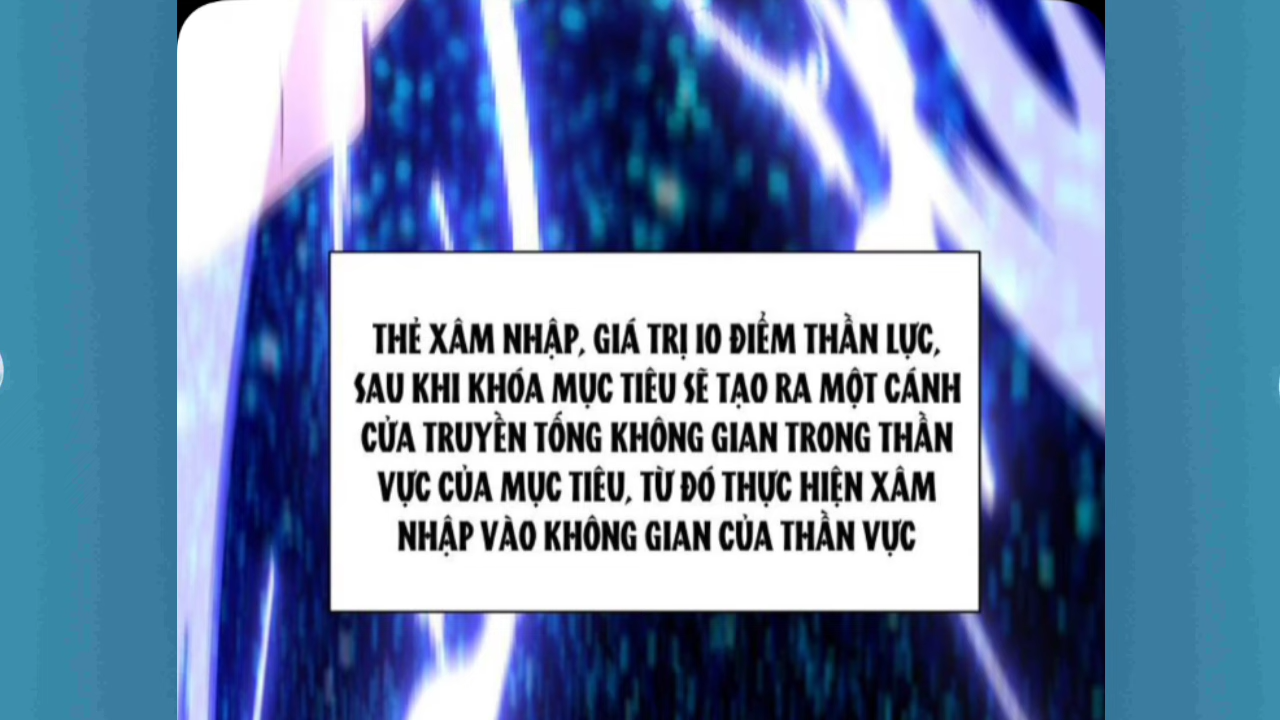 THẺ XÂM NHẬP, GIÁ TRỊ 10 ĐIỂM THẦN LỰC,
SAU KHI KHÓA MỤC TIÊU SẼ TẠO RA MỘT CÁNH
CỬA TRUYỀN TỐNG KHÔNG GIAN TRONG THẦN
VỰC CỦA MỤC TIÊU, TỪ ĐÓ THỰC HIỆN XÂM
NHẬP VÀO KHÔNG GIAN CỦA THẦN VỰC